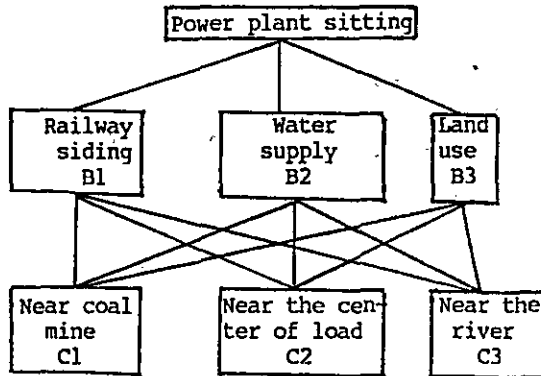 Power plant sitting
Railway
siding
B1
Water
supply
B2
Land
use
B3
Near coal
mine
C1
Near the cen-
ter of load
C2
Near the
river
C3